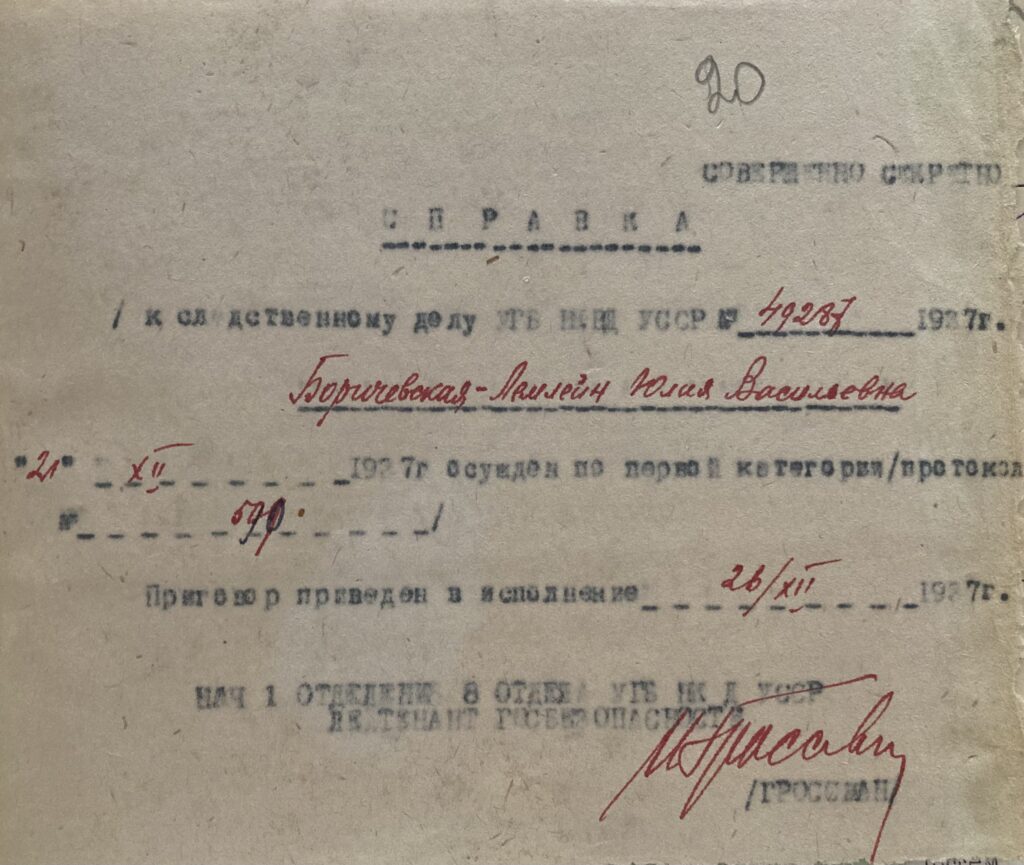 20
СОВЕРШЕННО СЕКРЕТНО
С П Р А В К А
/ к следственному делу УГБ НКВД УССР № 49287 1937г.
Боричевская-Лемлейн Юлия Васильевна
"21" XII 1937г осужден по первой категории/протокол
№ 590 /
Приговор приведен в исполнение 26/XII 1937г.
НАЧ 1 ОТДЕЛЕНИЯ 8 ОТДЕЛА УГБ НКВД УССР
ЛЕЙТЕНАНТ ГОСБЕЗОПАСНОСТИ
/ГРОССМАН/